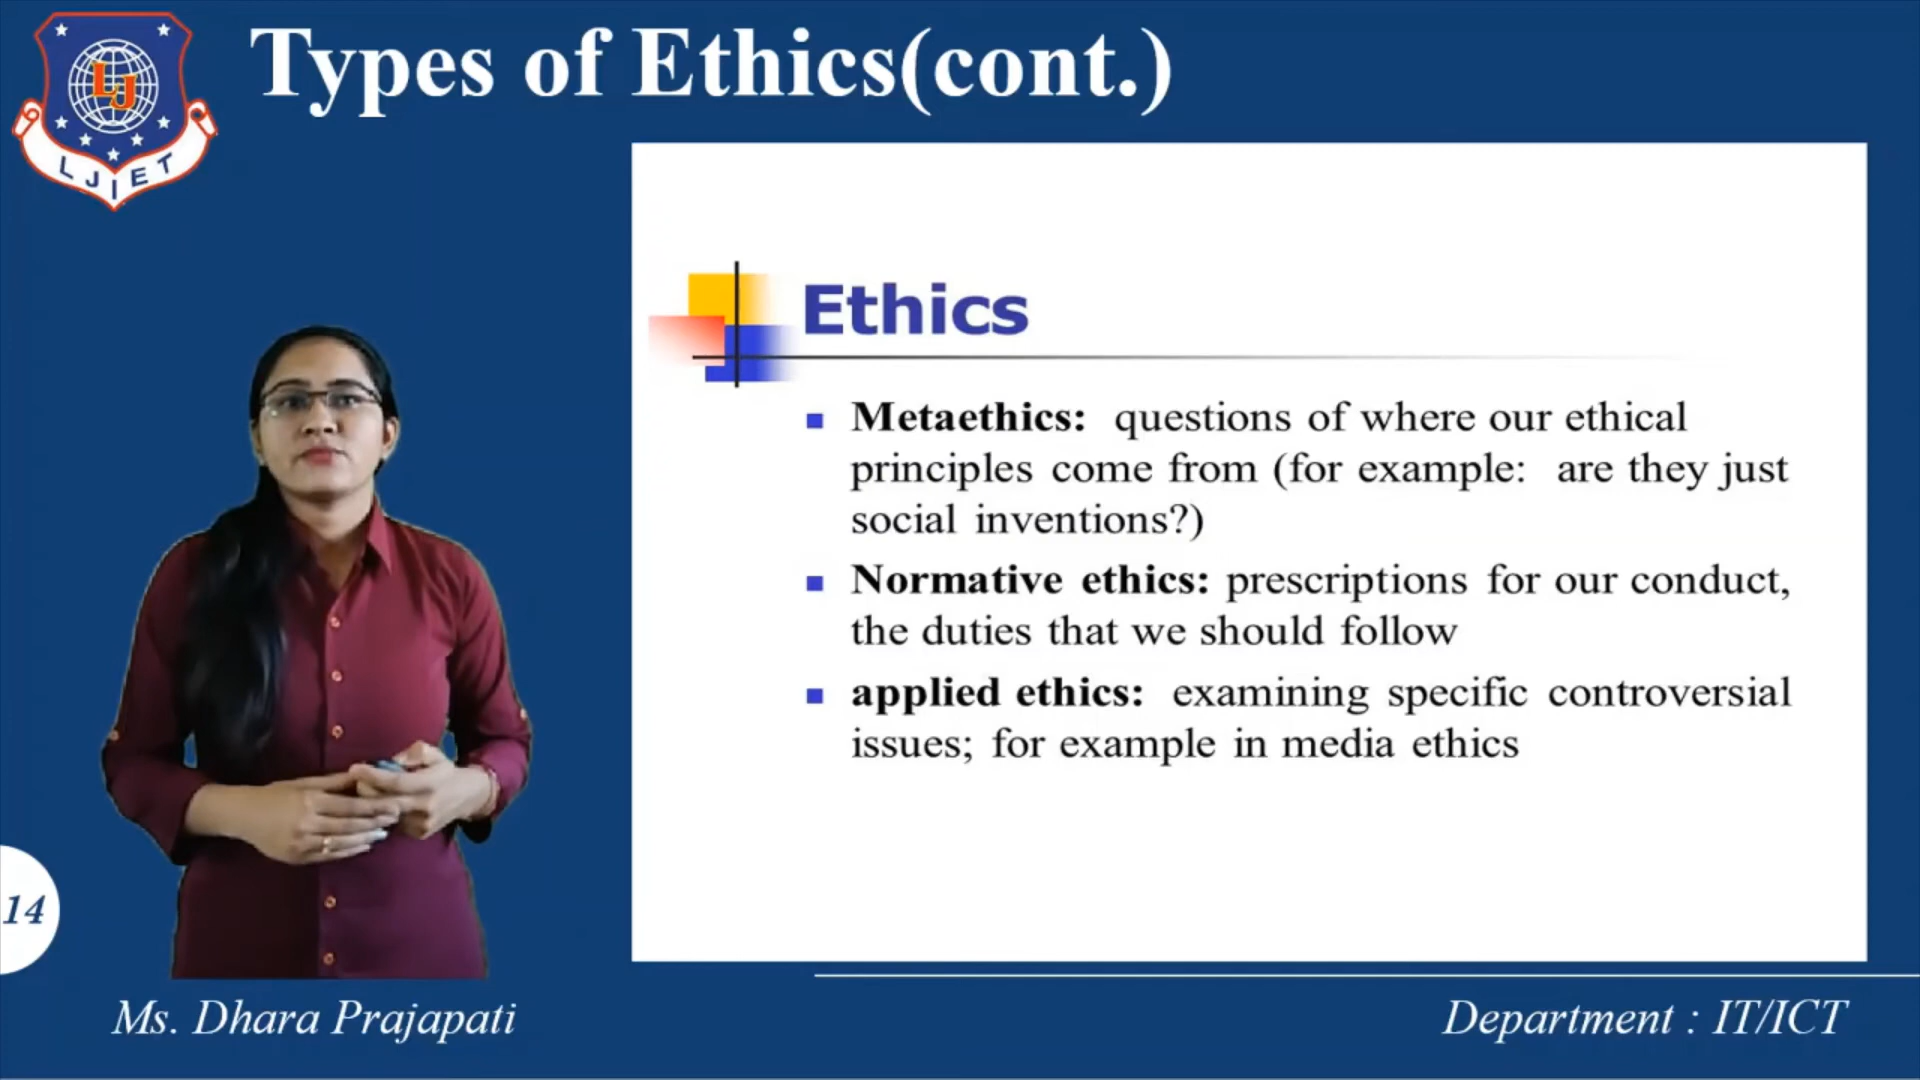 Types of Ethics(cont.)
LJ
LJIET
Ethics
Metaethics: questions of where our ethical
principles come from (for example: are they just
social inventions?)
Normative ethics: prescriptions for our conduct,
the duties that we should follow
applied ethics: examining specific controversial
issues; for example in media ethics
14
Ms. Dhara Prajapati
Department : IT/ICT